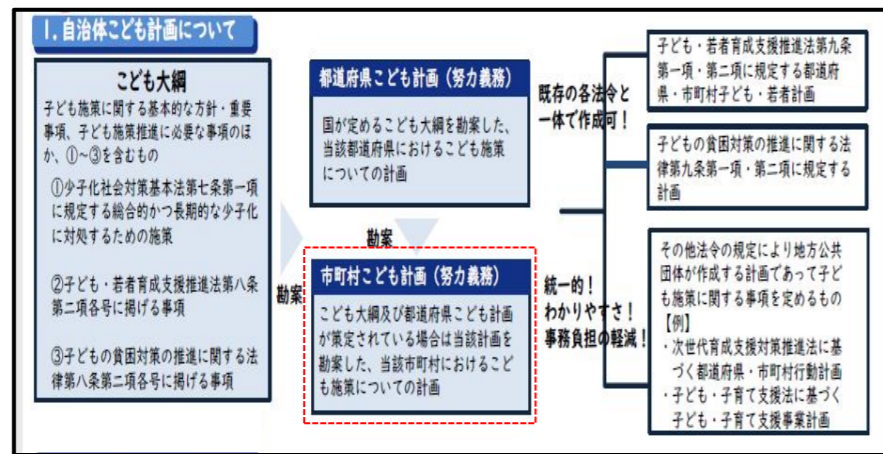 1. 自治体こども計画について
こども大綱
子ども施策に関する基本的な方針・重要
事項、子ども施策推進に必要な事項のほ
か、①～③を含むもの
①少子化社会対策基本法第七条第一項
に規定する総合的かつ長期的な少子化
に対処するための施策
②子ども・若者育成支援推進法第八条
第二項各号に掲げる事項
③子どもの貧困対策の推進に関する法
律第八条第二項各号に掲げる事項
勘案
都道府県こども計画（努力義務）
国が定めるこども大綱を勘案した、
当該都道府県におけるこども施策
についての計画
勘案
市町村こども計画（努力義務）
こども大綱及び都道府県こども計画
が策定されている場合は当該計画を
勘案した、当該市町村におけるこど
も施策についての計画
既存の各法令と
一体で作成可！
統一的！
わかりやすさ！
事務負担の軽減！
子ども・若者育成支援推進法第九条
第一項・第二項に規定する都道府
県・市町村子ども・若者計画
子どもの貧困対策の推進に関する法
律第九条第一項・第二項に規定する
計画
その他法令の規定により地方公共
団体が作成する計画であって子ど
も施策に関する事項を定めるもの
【例】
・次世代育成支援対策推進法に基
づく都道府県・市町村行動計画
・子ども・子育て支援法に基づく
子ども・子育て支援事業計画